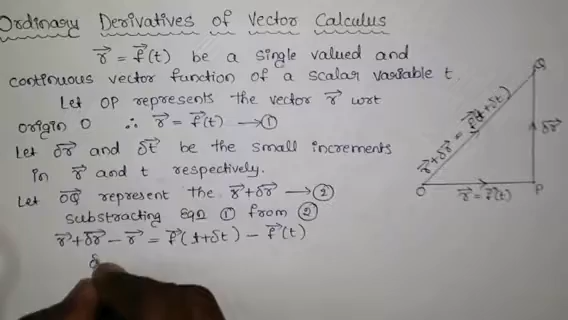 Ordinary Derivatives of Vector Calculus
r⃗ = f⃗(t) be a single valued and
continuous vector function of a scalar variable t.
Let OP represents the vector r⃗ wrt
origin O ∴ r⃗ = f⃗(t) → ①
Let δr⃗ and δt⃗ be the small increments
in r⃗ and t respectively.
Let OQ⃗ represent the r⃗ + δr⃗ → ②
substracting Eqn ① from ②
r⃗ + δr⃗ − r⃗ = f⃗(t+δt) − f⃗(t)
δ
Q
r⃗ + δr⃗ = f⃗(t+δt)
δr⃗
O
P
r⃗ = f⃗(t)